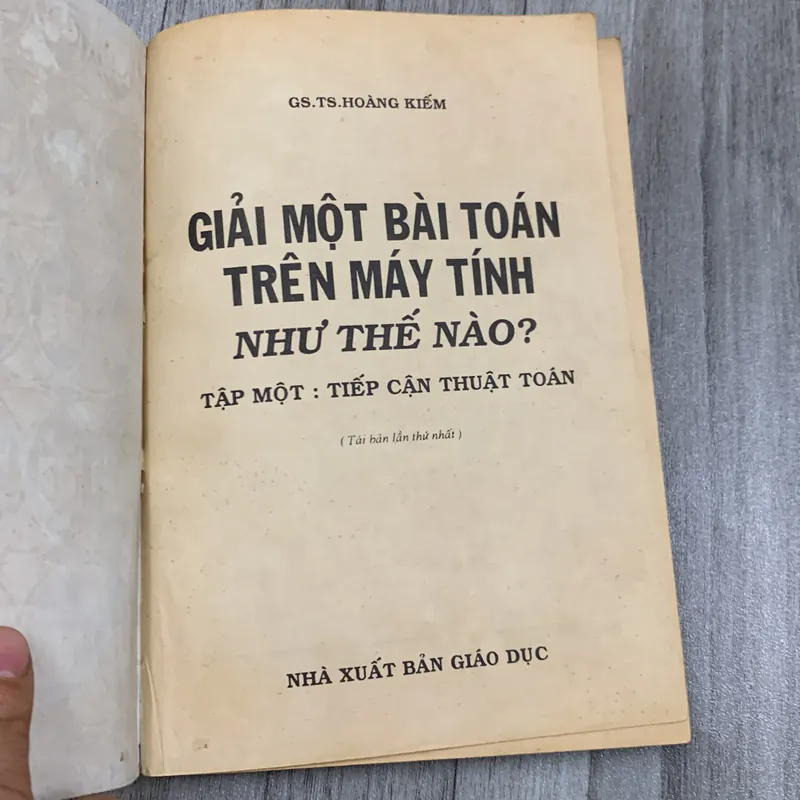 GS.TS.HOÀNG KIẾM
GIẢI MỘT BÀI TOÁN
TRÊN MÁY TÍNH
NHƯ THẾ NÀO?
TẬP MỘT : TIẾP CẬN THUẬT TOÁN
( Tái bản lần thứ nhất )
NHÀ XUẤT BẢN GIÁO DỤC